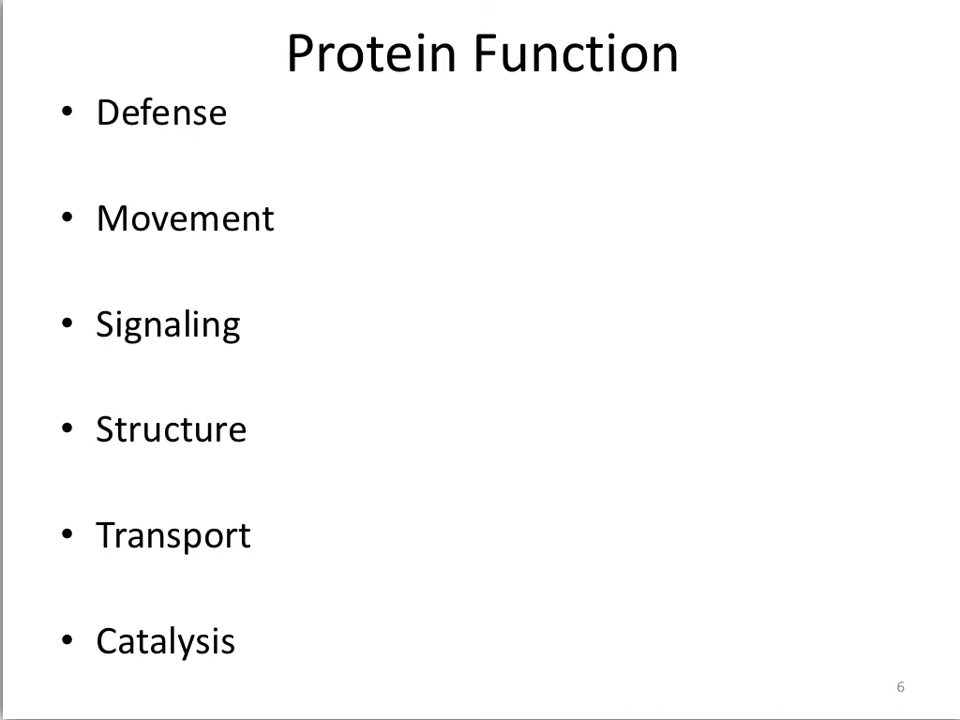 Protein Function
• Defense
• Movement
• Signaling
• Structure
• Transport
• Catalysis
6